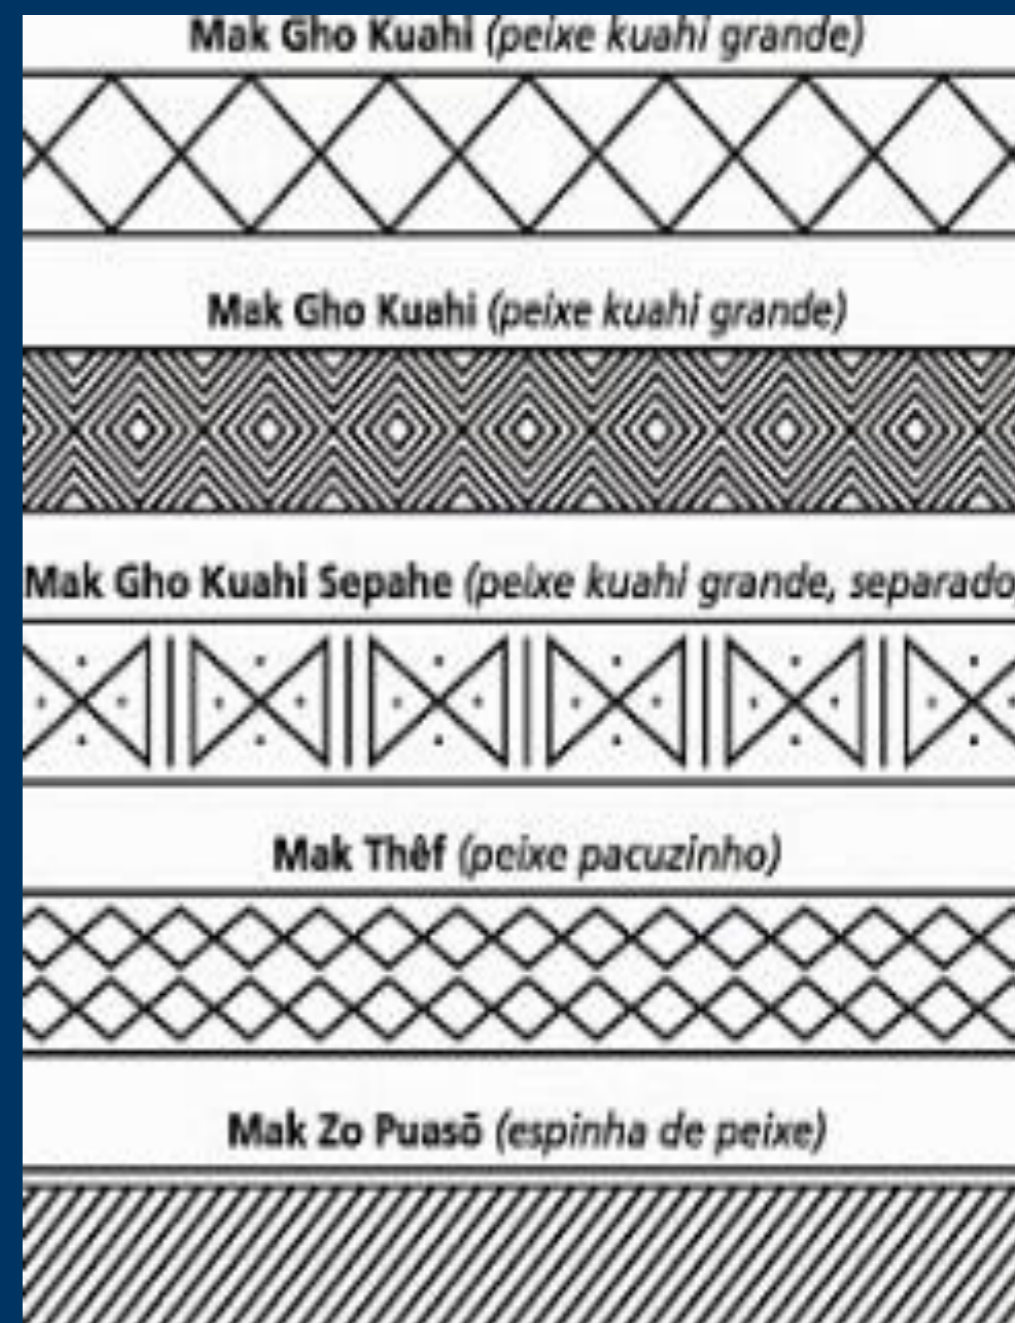 Mak Gho Kuahi (peixe kuahi grande)
Mak Gho Kuahi (peixe kuahi grande)
Mak Gho Kuahi Sepahe (peixe kuahi grande, separado)
Mak Thêf (peixe pacuzinho)
Mak Zo Puasõ (espinha de peixe)